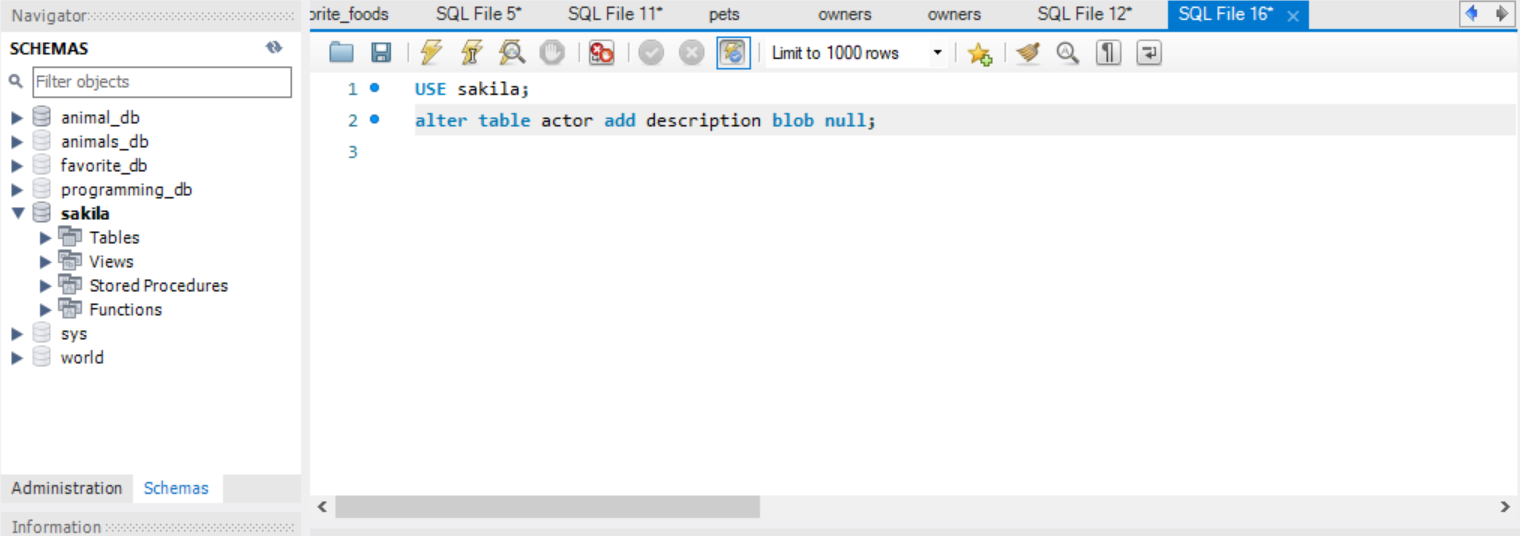 Navigator
SCHEMAS
Filter objects
animal_db
animals_db
favorite_db
programming_db
sakila
Tables
Views
Stored Procedures
Functions
sys
world
Administration Schemas
Information
orite_foods SQL File 5* SQL File 11* pets owners owners SQL File 12* SQL File 16*
Limit to 1000 rows
1 USE sakila;
2 alter table actor add description blob null;
3